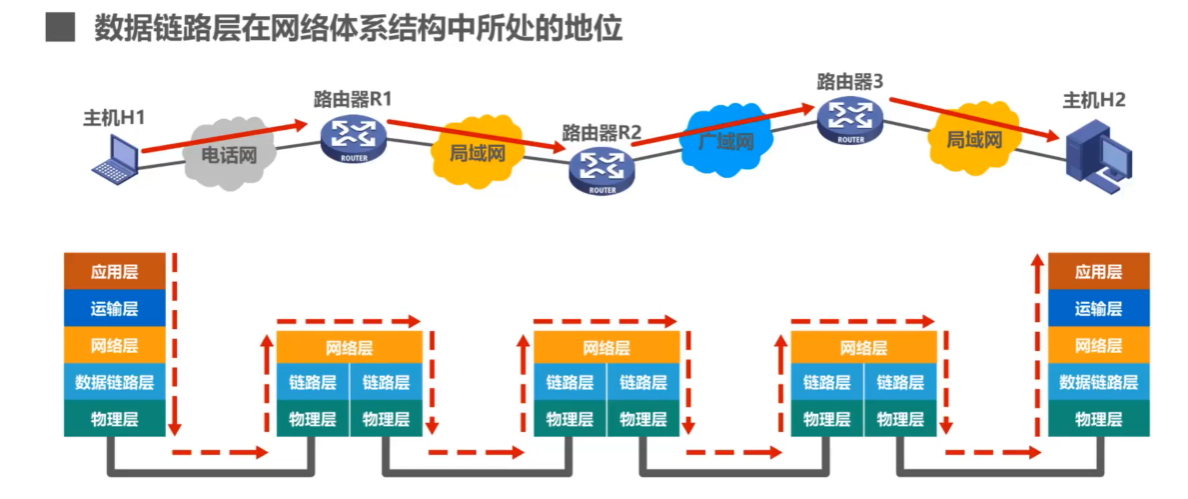 数据链路层在网络体系结构中所处的地位
主机H1
路由器R1
路由器R2
路由器3
主机H2
电话网
局域网
广域网
局域网
ROUTER
ROUTER
ROUTER
应用层
运输层
网络层
数据链路层
物理层
网络层
链路层 链路层
物理层 物理层
网络层
链路层 链路层
物理层 物理层
网络层
链路层 链路层
物理层 物理层
应用层
运输层
网络层
数据链路层
物理层